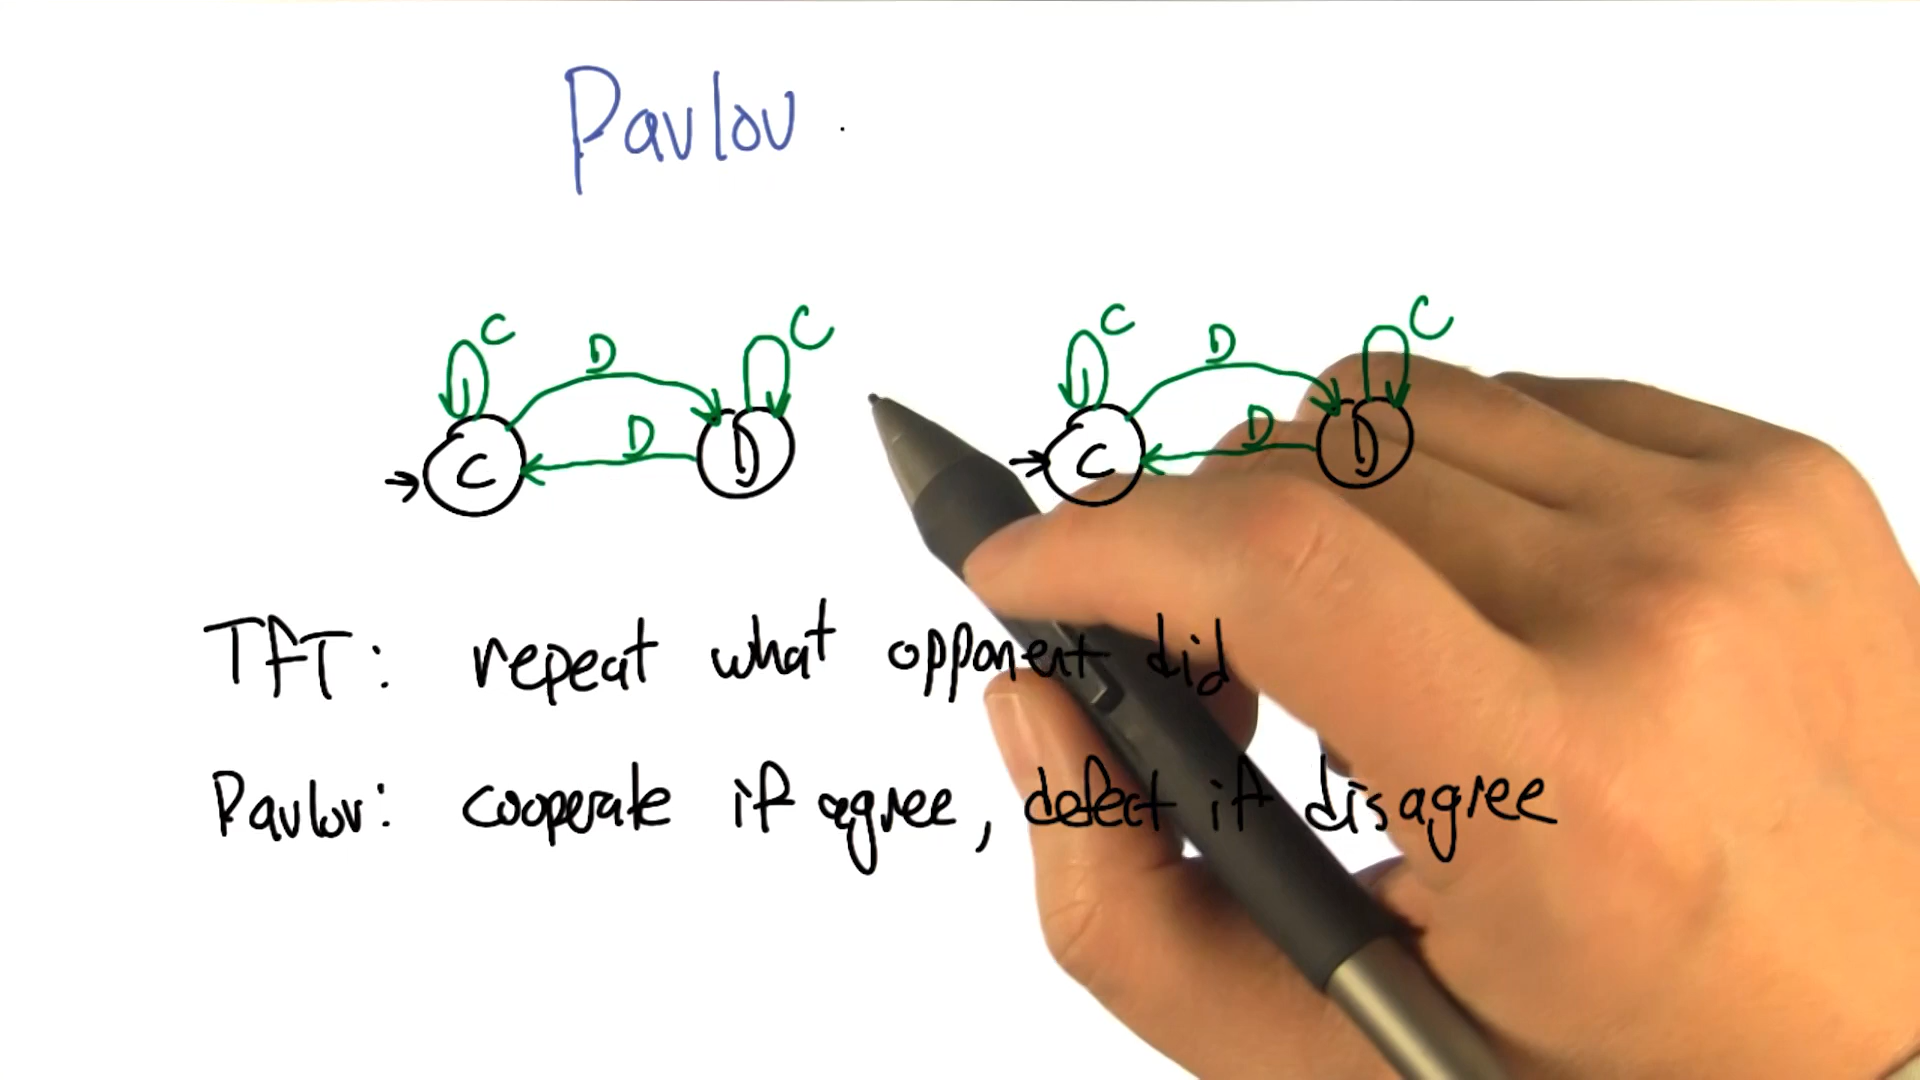 Pavlov
C D C C D C
D D
C D C D
TFT: repeat what opponent did
Pavlov: cooperate if agree, defect if disagree